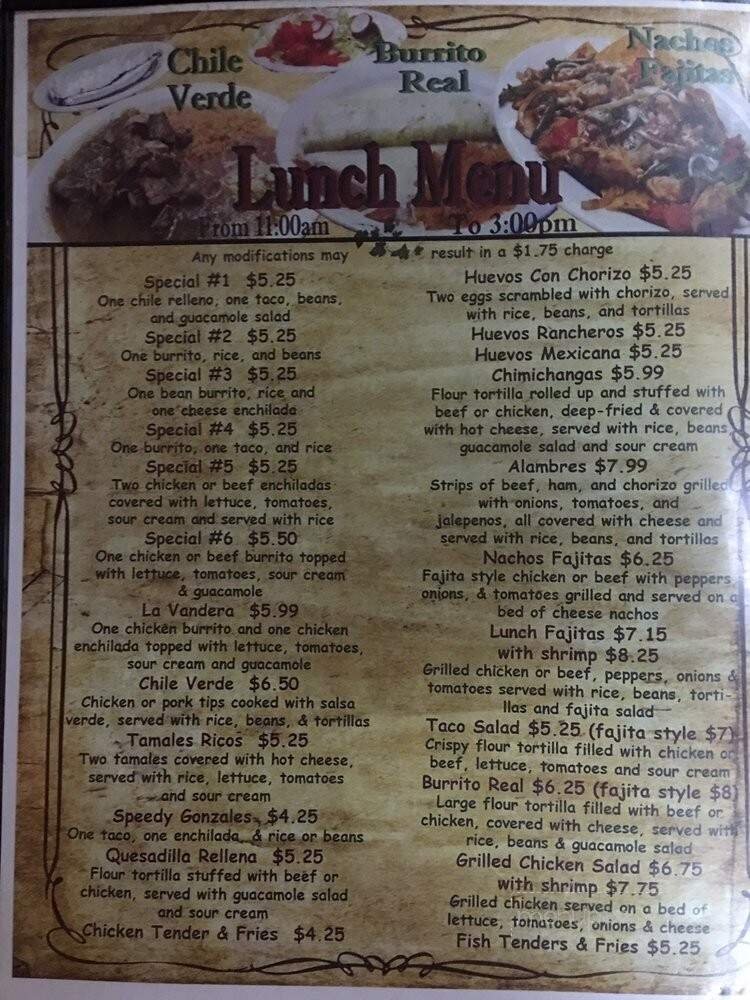 Chile
Verde
Burrito
Real
Nachos
Fajitas
Lunch Menu
From 11:00am To 3:00pm
Any modifications may result in a $1.75 charge
Special #1 $5.25
One chile relleno, one taco, beans,
and guacamole salad
Special #2 $5.25
One burrito, rice, and beans
Special #3 $5.25
One bean burrito, rice and
one cheese enchilada
Special #4 $5.25
One burrito, one taco, and rice
Special #5 $5.25
Two chicken or beef enchiladas
covered with lettuce, tomatoes,
sour cream and served with rice
Special #6 $5.50
One chicken or beef burrito topped
with lettuce, tomatoes, sour cream
& guacamole
La Vandera $5.99
One chicken burrito and one chicken
enchilada topped with lettuce, tomatoes,
sour cream and guacamole
Chile Verde $6.50
Chicken or pork tips cooked with salsa
verde, served with rice, beans, & tortillas
Tamales Ricos $5.25
Two tamales covered with hot cheese,
served with rice, lettuce, tomatoes
and sour cream
Speedy Gonzales $4.25
One taco, one enchilada, & rice or beans
Quesadilla Rellena $5.25
Flour tortilla stuffed with beef or
chicken, served with guacamole salad
and sour cream
Chicken Tender & Fries $4.25
Huevos Con Chorizo $5.25
Two eggs scrambled with chorizo, served
with rice, beans, and tortillas
Huevos Rancheros $5.25
Huevos Mexicana $5.25
Chimichangas $5.99
Flour tortilla rolled up and stuffed with
beef or chicken, deep-fried & covered
with hot cheese, served with rice, beans,
guacamole salad and sour cream
Alambres $7.99
Strips of beef, ham, and chorizo grilled
with onions, tomatoes, and
jalepenos, all covered with cheese and
served with rice, beans, and tortillas
Nachos Fajitas $6.25
Fajita style chicken or beef with peppers,
onions, & tomatoes grilled and served on a
bed of cheese nachos
Lunch Fajitas $7.15
with shrimp $8.25
Grilled chicken or beef, peppers, onions &
tomatoes served with rice, beans, torti-
llas and fajita salad
Taco Salad $5.25 (fajita style $7)
Crispy flour tortilla filled with chicken or
beef, lettuce, tomatoes and sour cream
Burrito Real $6.25 (fajita style $8)
Large flour tortilla filled with beef or
chicken, covered with cheese, served with
rice, beans & guacamole salad
Grilled Chicken Salad $6.75
with shrimp $7.75
Grilled chicken served on a bed of
lettuce, tomatoes, onions & cheese
Fish Tenders & Fries $5.25